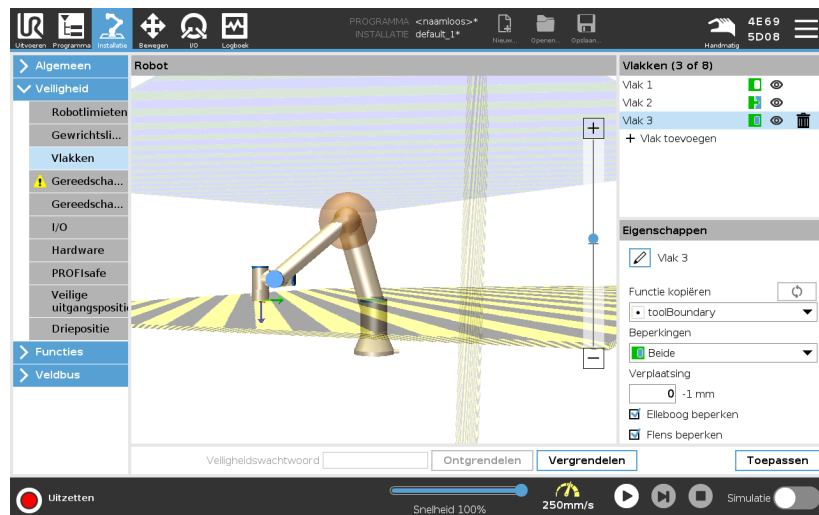 UR
PROGRAMMA <naamloos>*
INSTALLATIE default_1*
Uitvoeren Programma Installatie Bewegen I/O Logboek
Nieuw... Openen... Opslaan...
Handmatig
4E69
5D08
Algemeen
Veiligheid
Robotlimieten
Gewrichtsli...
Vlakken
Gereedscha...
Gereedscha...
I/O
Hardware
PROFIsafe
Veilige
uitgangspositi
Driepositie
Functies
Veldbus
Robot
Vlakken (3 of 8)
Vlak 1
Vlak 2
Vlak 3
+ Vlak toevoegen
Eigenschappen
Vlak 3
Functie kopiëren
toolBoundary
Beperkingen
Beide
Verplaatsing
0 -1 mm
Elleboog beperken
Flens beperken
Veiligheidswachtwoord
Ontgrendelen
Vergrendelen
Toepassen
Uitzetten
Snelheid 100%
250mm/s
Simulatie